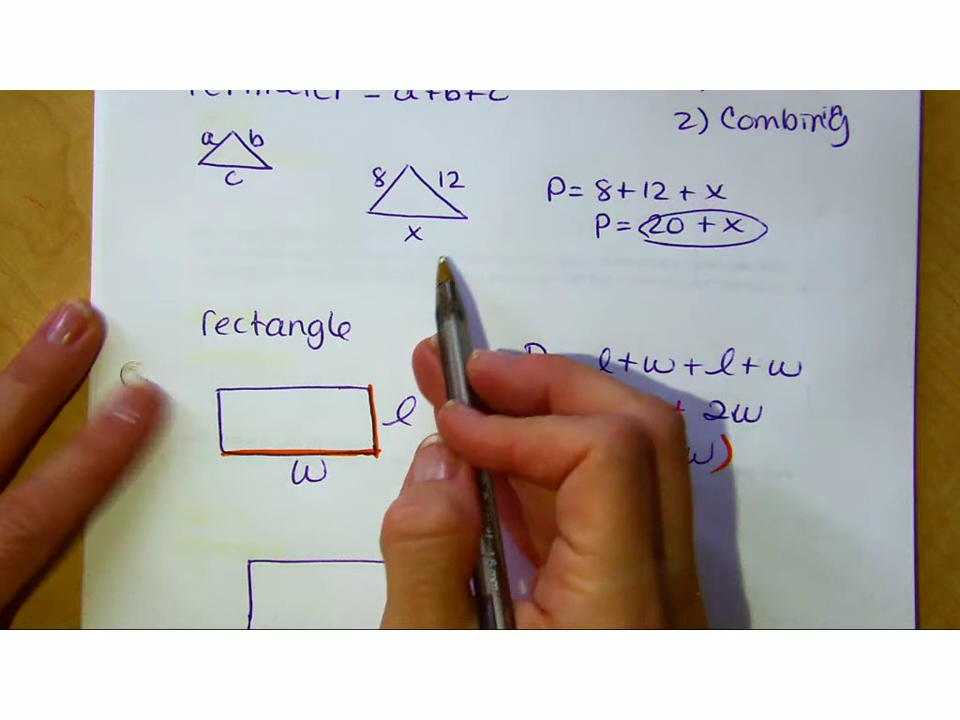 = a+b+c
2) Combining
a b
c
8 12
x
P= 8+12 + x
P= 20 + x
rectangle
l+w + l + w
l
2w
w)
w